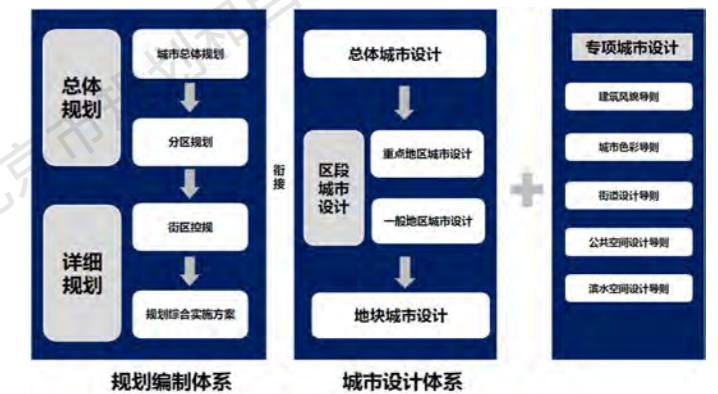 总体
规划
城市总体规划
分区规划
详细
规划
街区控规
规划综合实施方案
规划编制体系
衔
接
总体城市设计
区段
城市
设计
重点地区城市设计
一般地区城市设计
地块城市设计
城市设计体系
专项城市设计
建筑风貌导则
城市色彩导则
街道设计导则
公共空间设计导则
滨水空间设计导则